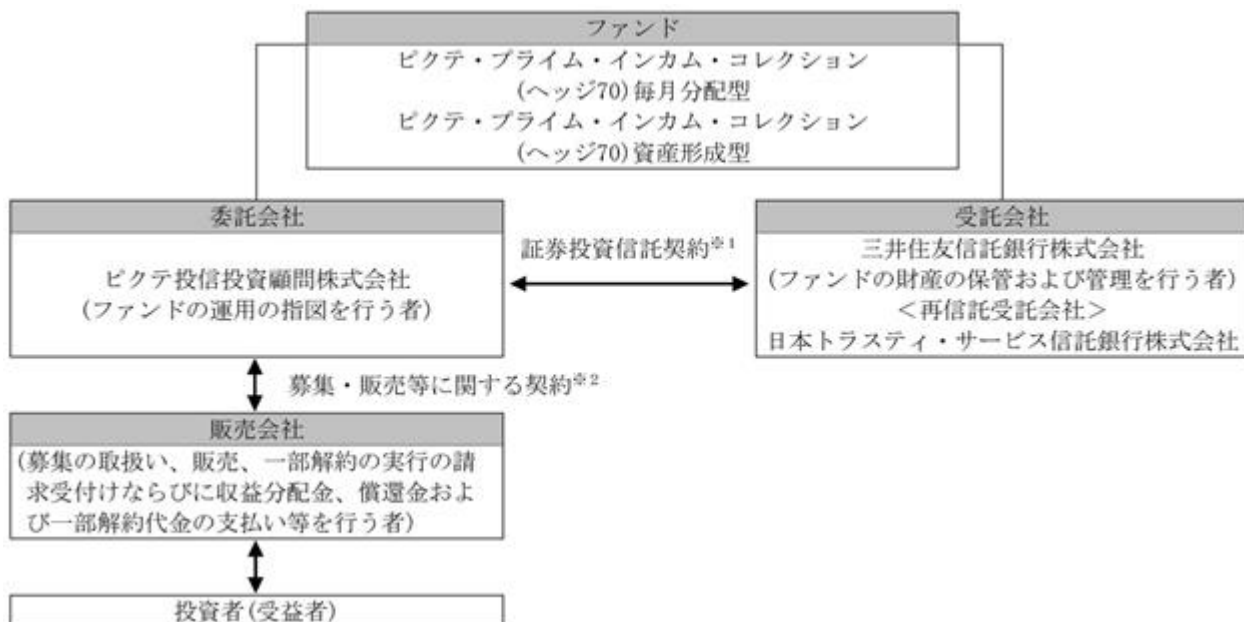 ファンド
ピクテ・プライム・インカム・コレクション
(ヘッジ70)毎月分配型
ピクテ・プライム・インカム・コレクション
(ヘッジ70)資産形成型
委託会社
ピクテ投信投資顧問株式会社
(ファンドの運用の指図を行う者)
証券投資信託契約※1
受託会社
三井住友信託銀行株式会社
(ファンドの財産の保管および管理を行う者)
＜再信託受託会社＞
日本トラスティ・サービス信託銀行株式会社
募集・販売等に関する契約※2
販売会社
(募集の取扱い、販売、一部解約の実行の請
求受付けならびに収益分配金、償還金およ
び一部解約代金の支払い等を行う者)
投資者(受益者)